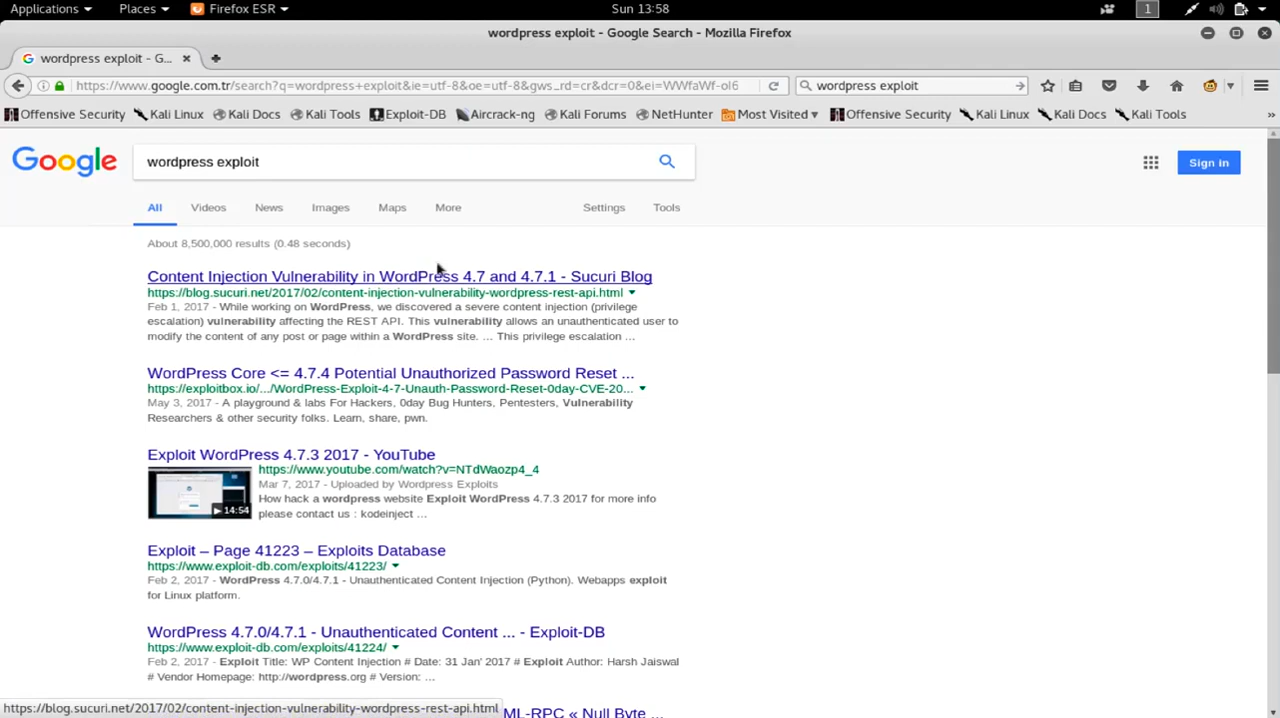 Applications Places Firefox ESR Sun 13:58 1
wordpress exploit - Google Search - Mozilla Firefox
wordpress exploit - G...
https://www.google.com.tr/search?q=wordpress+exploit&ie=utf-8&oe=utf-8&gws_rd=cr&dcr=0&ei=WWfaWf-ol6 wordpress exploit
Offensive Security Kali Linux Kali Docs Kali Tools Exploit-DB Aircrack-ng Kali Forums NetHunter Most Visited Offensive Security Kali Linux Kali Docs Kali Tools »
Google wordpress exploit Sign in
All Videos News Images Maps More Settings Tools
About 8,500,000 results (0.48 seconds)
Content Injection Vulnerability in WordPress 4.7 and 4.7.1 - Sucuri Blog
https://blog.sucuri.net/2017/02/content-injection-vulnerability-wordpress-rest-api.html
Feb 1, 2017 - While working on WordPress, we discovered a severe content injection (privilege
escalation) vulnerability affecting the REST API. This vulnerability allows an unauthenticated user to
modify the content of any post or page within a WordPress site. ... This privilege escalation ...
WordPress Core <= 4.7.4 Potential Unauthorized Password Reset ...
https://exploitbox.io/.../WordPress-Exploit-4-7-Unauth-Password-Reset-0day-CVE-20...
May 3, 2017 - A playground & labs For Hackers, 0day Bug Hunters, Pentesters, Vulnerability
Researchers & other security folks. Learn, share, pwn.
Exploit WordPress 4.7.3 2017 - YouTube
https://www.youtube.com/watch?v=NTdWaozp4_4
Mar 7, 2017 - Uploaded by Wordpress Exploits
How hack a wordpress website Exploit WordPress 4.7.3 2017 for more info
14:54
please contact us : kodeinject ...
Exploit – Page 41223 – Exploits Database
https://www.exploit-db.com/exploits/41223/
Feb 2, 2017 - WordPress 4.7.0/4.7.1 - Unauthenticated Content Injection (Python). Webapps exploit
for Linux platform.
WordPress 4.7.0/4.7.1 - Unauthenticated Content ... - Exploit-DB
https://www.exploit-db.com/exploits/41224/
Feb 2, 2017 - Exploit Title: WP Content Injection # Date: 31 Jan' 2017 # Exploit Author: Harsh Jaiswal
# Vendor Homepage: http://wordpress.org # Version: ...
https://blog.sucuri.net/2017/02/content-injection-vulnerability-wordpress-rest-api.html ML-RPC « Null Byte ...